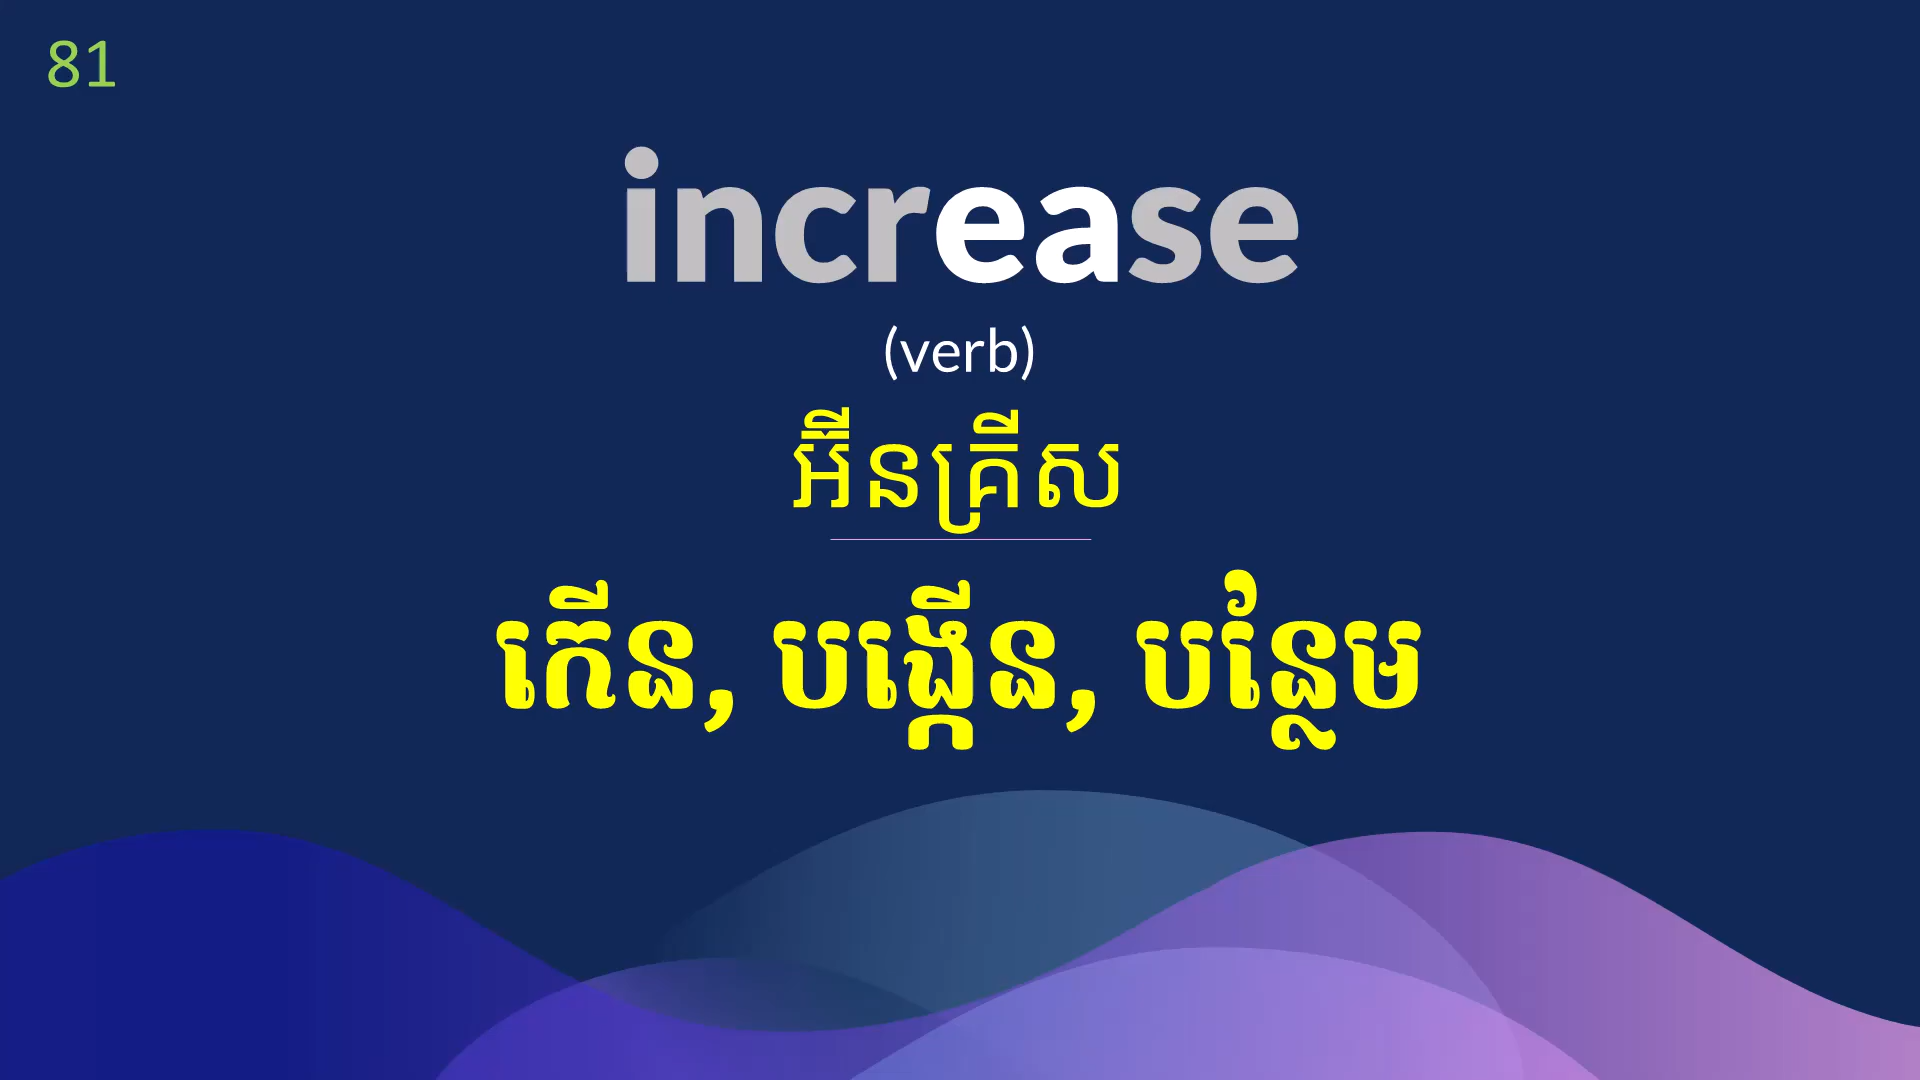 81
increase
(verb)
អ៊ីនគ្រីស
កើន, បង្កើន, បន្ថែម